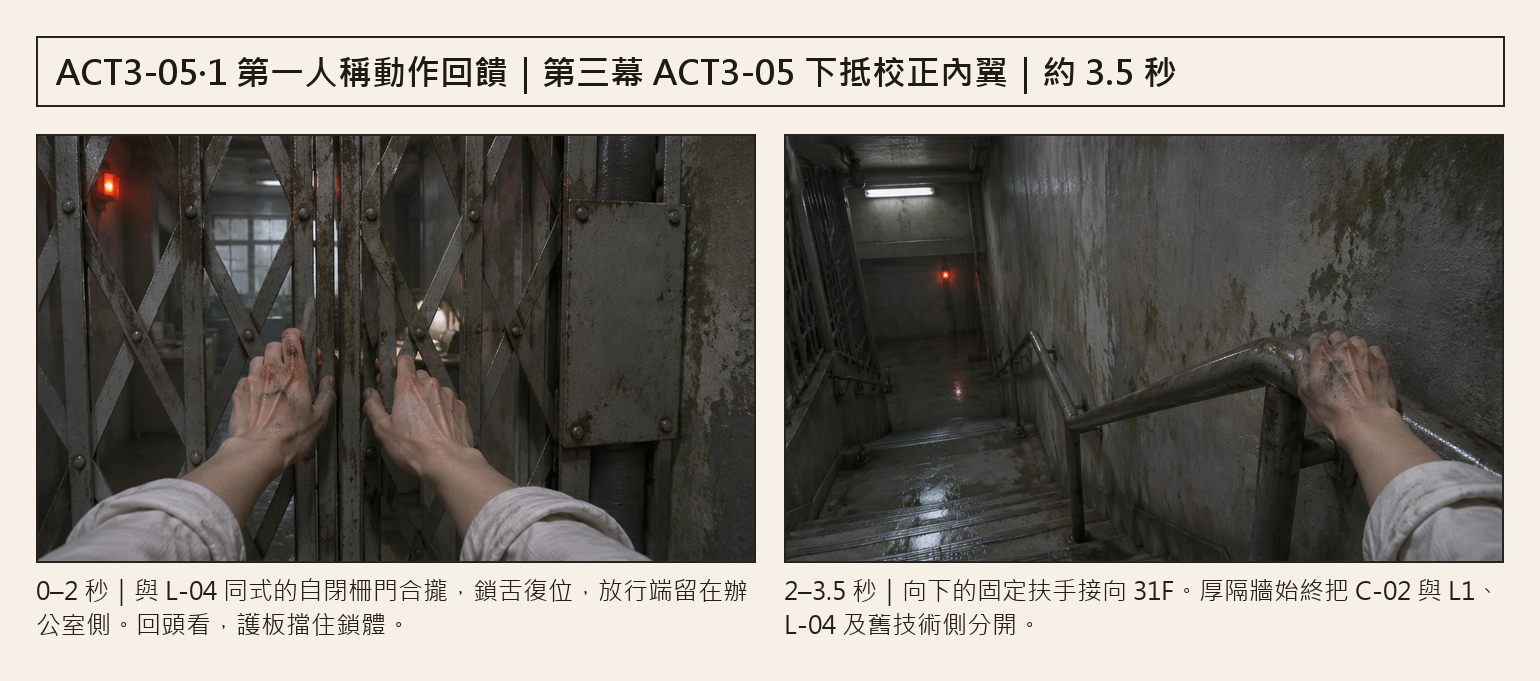 ACT3-05·1 第一人稱動作回饋｜第三幕 ACT3-05 下抵校正內翼｜約 3.5 秒
0–2 秒｜與 L-04 同式的自閉柵門合攏，鎖舌復位，放行端留在辦
公室側。回頭看，護板擋住鎖體。
2–3.5 秒｜向下的固定扶手接向 31F。厚隔牆始終把 C-02 與 L1、
L-04 及舊技術側分開。